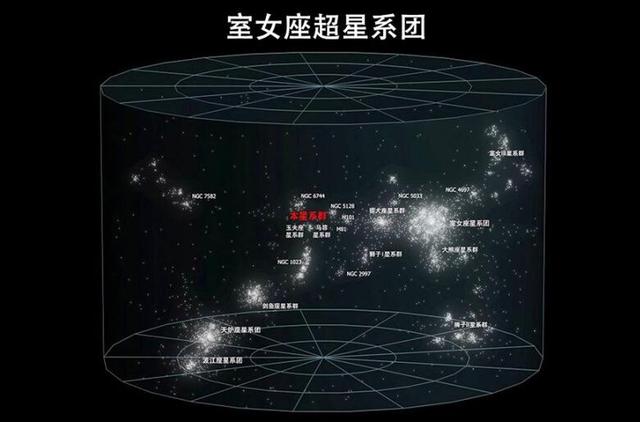 室女座超星系团
室女III星系群
NGC 4697
NGC 7582
NGC 6744
NGC 5033
NGC 5128
本星系群
猎犬座星系群
M101
室女座星系团
玉夫座
星系群
马菲
星系群
M81
大熊座星系群
狮子I星系群
NGC 1023
NGC 2997
剑鱼座星系群
狮子II星系群
天炉座星系团
波江座星系团